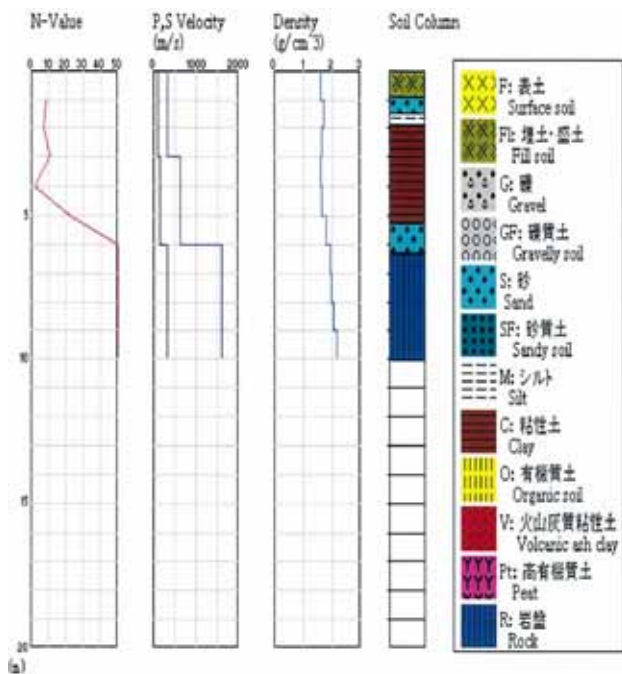 N-Value
0 10 20 30 40 50
P,S Velocity
(m/s)
0 1000 2000
Density
(g/cm^3)
0 1 2 3
Soil Column
5
10
15
20
(m)
F: 表土
Surface soil
FI: 埋土・盛土
Fill soil
G: 礫
Gravel
GF: 礫質土
Gravelly soil
S: 砂
Sand
SF: 砂質土
Sandy soil
M: シルト
Silt
C: 粘性土
Clay
O: 有機質土
Organic soil
V: 火山灰質粘性土
Volcanic ash clay
Pt: 高有機質土
Peat
R: 岩盤
Rock